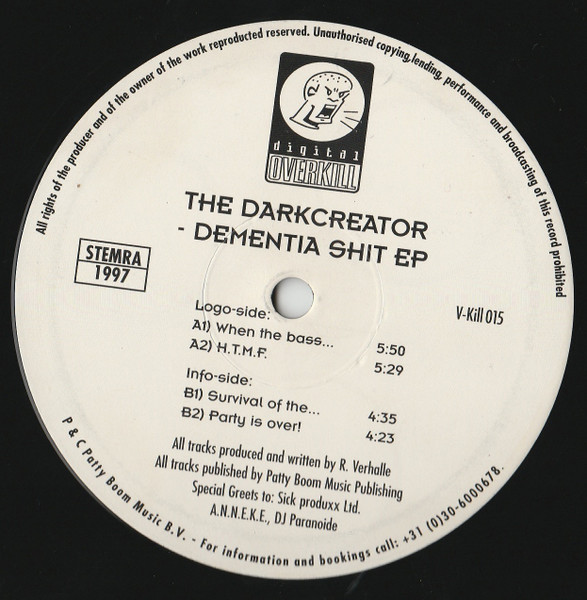 All rights of the producer and of the owner of the work reproduced reserved. Unauthorised copying,lending, performance and broadcasting of this record prohibited
digital
OVERKILL
THE DARKCREATOR
- DEMENTIA SHIT EP
STEMRA
1997
V-Kill 015
Logo-side:
A1) When the bass... 5:50
A2) H.T.M.F. 5:29
Info-side:
B1) Survival of the... 4:35
B2) Party is over! 4:23
All tracks produced and written by R. Verhalle
All tracks published by Patty Boom Music Publishing
Special Greets to: Sick produxx Ltd.
A.N.N.E.K.E., DJ Paranoide
P & C Patty Boom Music B.V. - For information and bookings call: +31 (0)30-6000678.